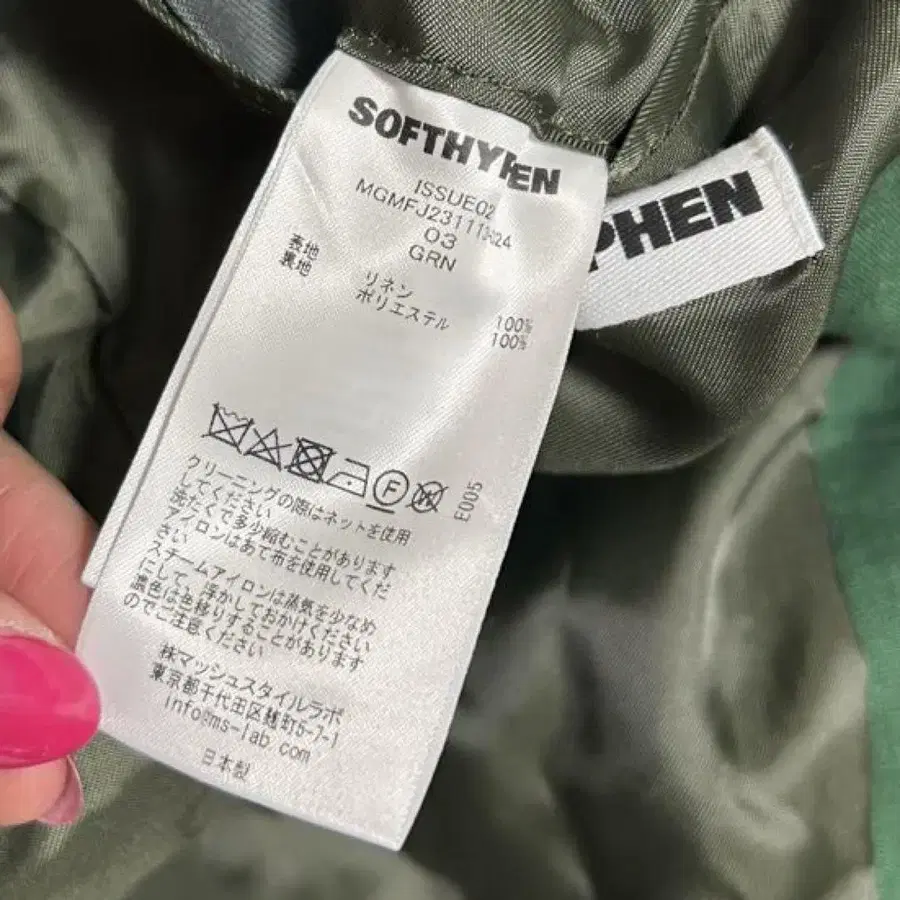 SOFTHYPHEN
ISSUE02
MGMFJ231113-024
03
GRN
表地 リネン 100%
裏地 ポリエステル 100%
F
W
E005
クリーニングの際はネットを使用
してください
洗たくで多少縮むことがあります
アイロンはあて布を使用してくだ
さい
スチームアイロンは蒸気を少なめ
にして、浮かしておかけください
濃色は色移りすることがあります
のでご注意ください
株マッシュスタイルラボ
東京都千代田区麹町5-7-1
info@ms-lab.com
日本製
PHEN